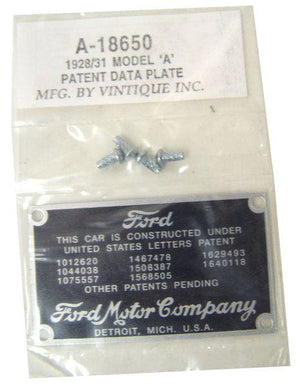 A-18650
1928/31 MODEL 'A'
PATENT DATA PLATE
MFG. BY VINTIQUE INC.
Ford
THIS CAR IS CONSTRUCTED UNDER
UNITED STATES LETTERS PATENT
1012620 1467478 1629493
1044038 1508387 1640118
1075557 1568505
OTHER PATENTS PENDING
Ford Motor Company
DETROIT, MICH. U.S.A.